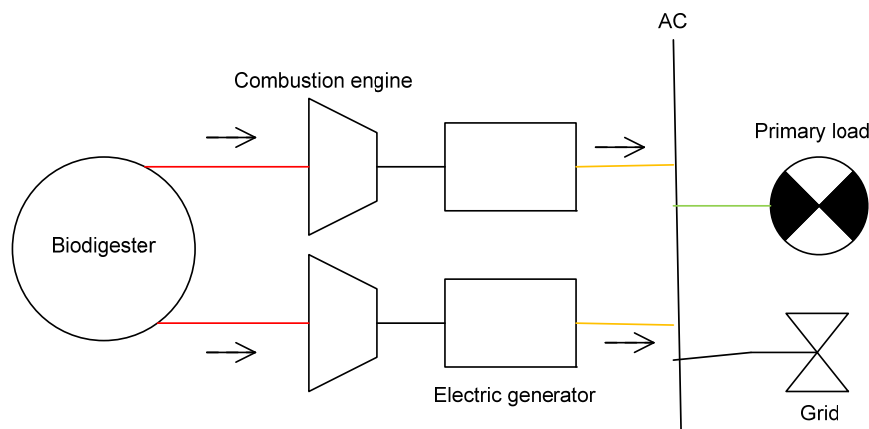 AC
Combustion engine
Primary load
Biodigester
Electric generator
Grid